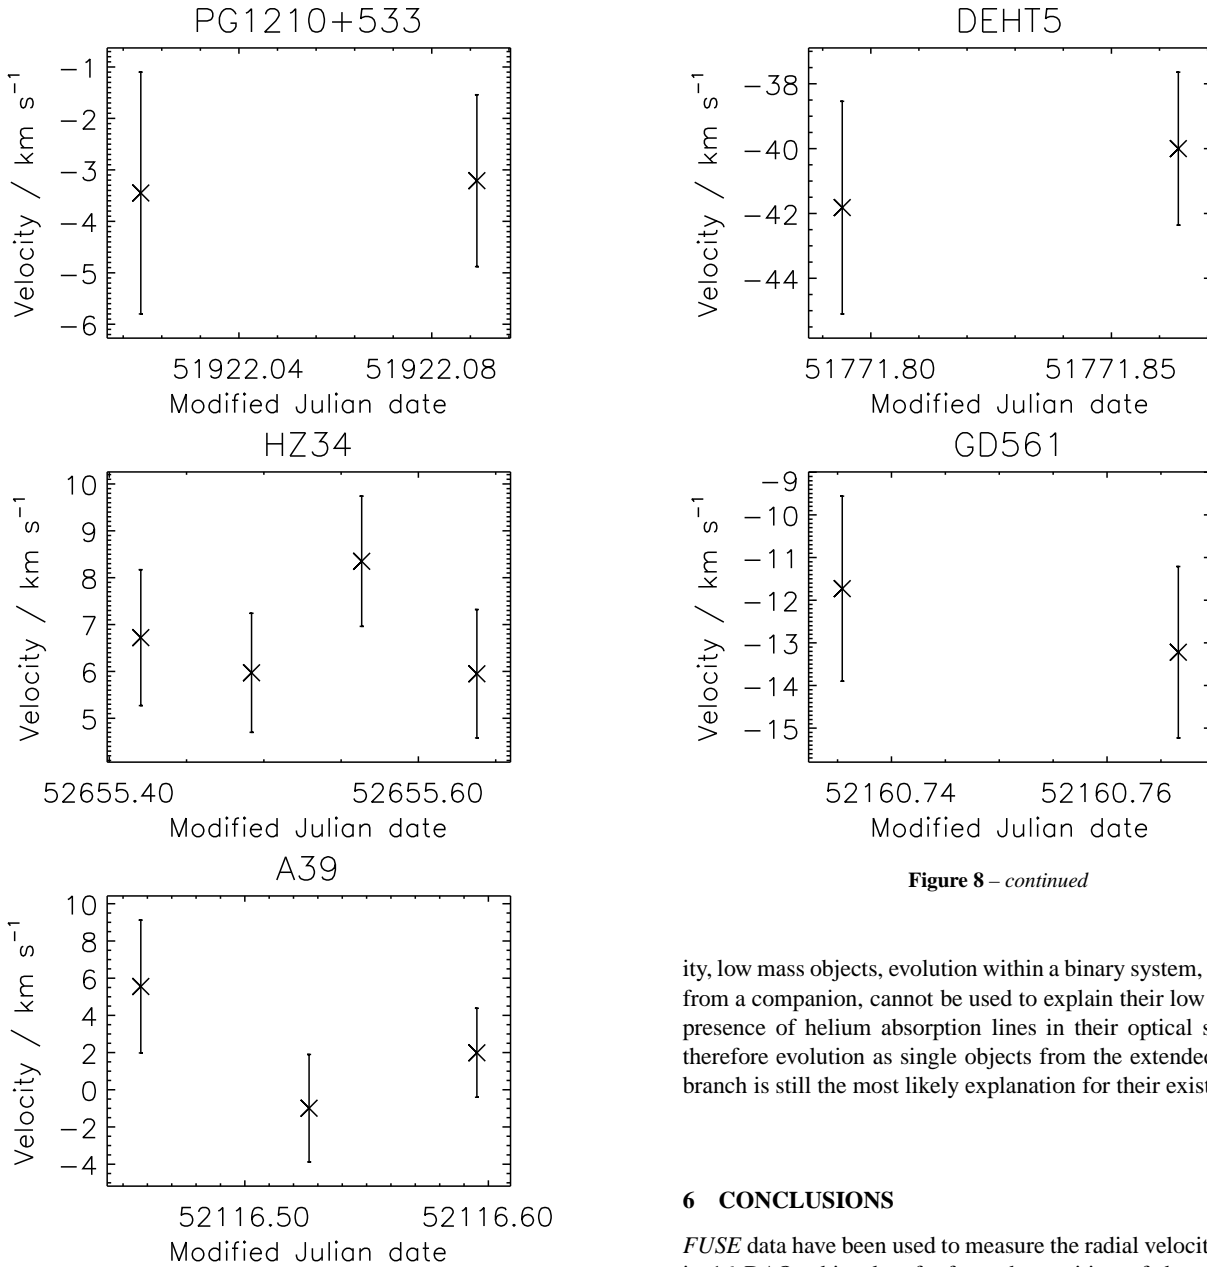 PG1210+533
Velocity / km s⁻¹
−1
−2
−3
−4
−5
−6
51922.04 51922.08
Modified Julian date
HZ34
Velocity / km s⁻¹
10
9
8
7
6
5
52655.40 52655.60
Modified Julian date
A39
Velocity / km s⁻¹
10
8
6
4
2
0
−2
−4
52116.50 52116.60
Modified Julian date
DEHT5
Velocity / km s⁻¹
−38
−40
−42
−44
51771.80 51771.85
Modified Julian date
GD561
Velocity / km s⁻¹
−9
−10
−11
−12
−13
−14
−15
52160.74 52160.76
Modified Julian date
Figure 8 – continued
ity, low mass objects, evolution within a binary system,
from a companion, cannot be used to explain their low
presence of helium absorption lines in their optical s
therefore evolution as single objects from the extended
branch is still the most likely explanation for their exist
6 CONCLUSIONS
FUSE data have been used to measure the radial velocit